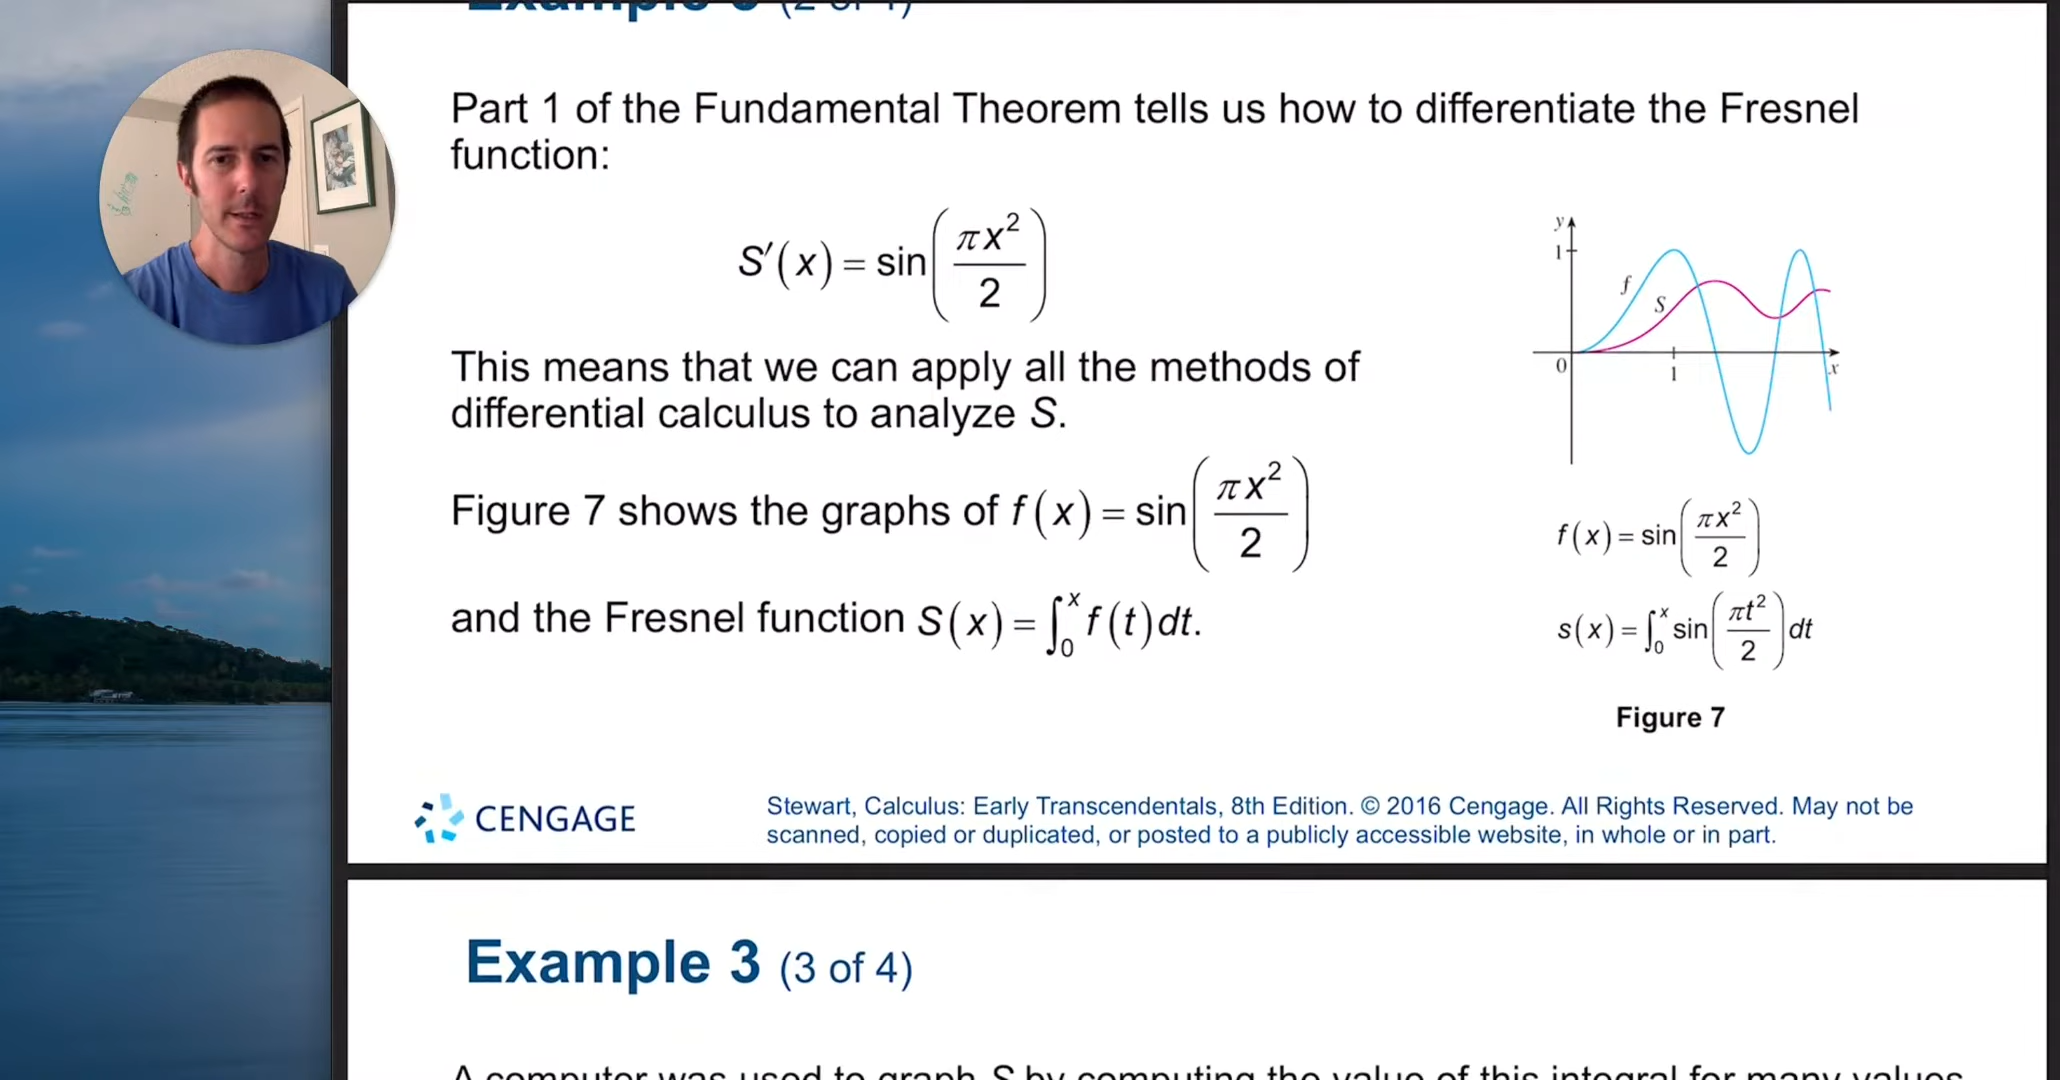 Example 3 (2 of 4)
Part 1 of the Fundamental Theorem tells us how to differentiate the Fresnel
function:
S′(x) = sin(πx²/2)
This means that we can apply all the methods of
differential calculus to analyze S.
Figure 7 shows the graphs of f(x) = sin(πx²/2)
and the Fresnel function S(x) = ∫₀ˣ f(t)dt.
y
1
f
S
0
1
x
f(x) = sin(πx²/2)
s(x) = ∫₀ˣ sin(πt²/2) dt
Figure 7
CENGAGE
Stewart, Calculus: Early Transcendentals, 8th Edition. © 2016 Cengage. All Rights Reserved. May not be
scanned, copied or duplicated, or posted to a publicly accessible website, in whole or in part.
Example 3 (3 of 4)
A computer was used to graph S by computing the value of this integral for many values